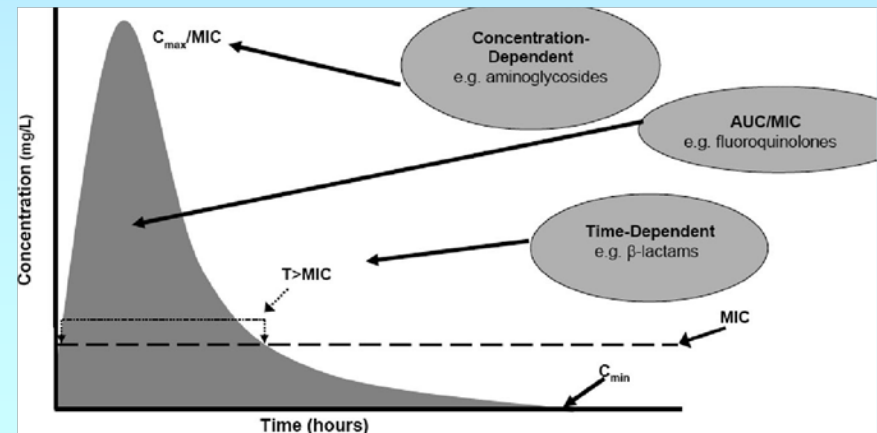 Cmax/MIC
Concentration-
Dependent
e.g. aminoglycosides
AUC/MIC
e.g. fluoroquinolones
Concentration (mg/L)
Time-Dependent
e.g. β-lactams
T>MIC
MIC
Cmin
Time (hours)